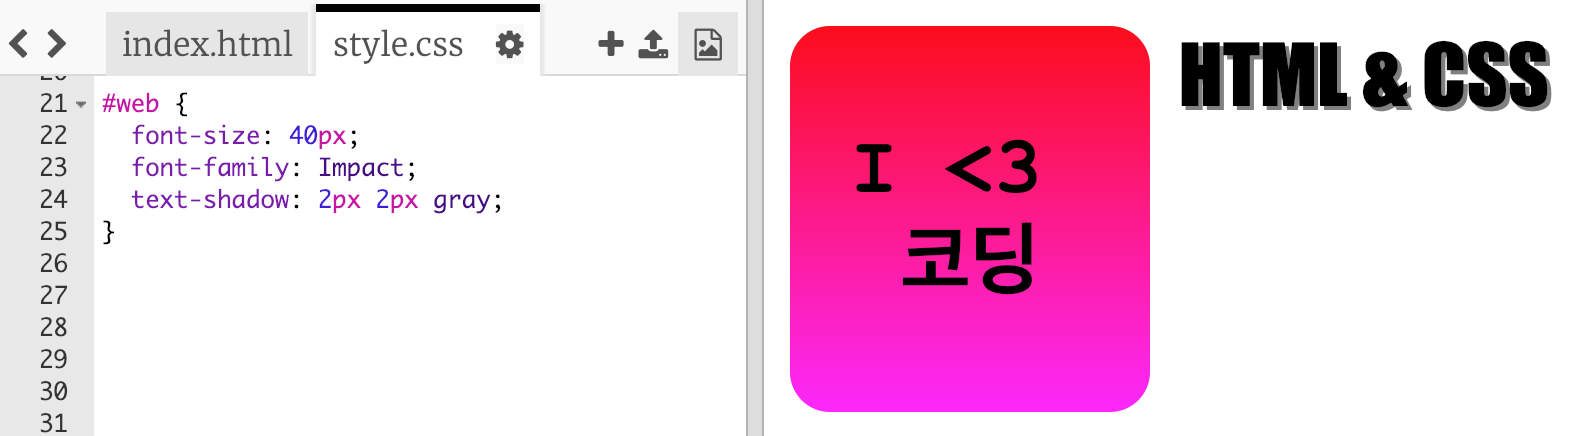 index.html style.css
21 #web {
22 font-size: 40px;
23 font-family: Impact;
24 text-shadow: 2px 2px gray;
25 }
26
27
28
29
30
31
I <3
코딩
HTML & CSS